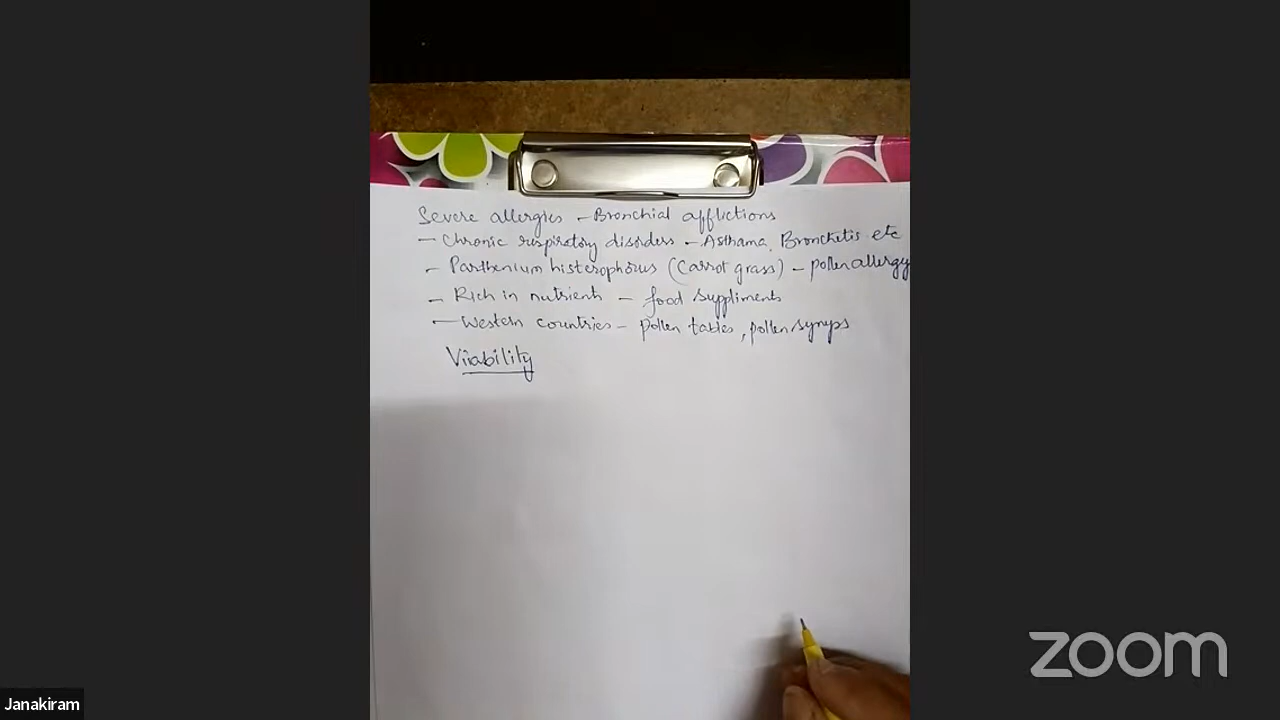 Severe allergies - Bronchial afflictions
- Chronic respiratory disorders - Asthama, Bronchetis etc
- Parthenium histerophorus (Carrot grass) - pollen allergy
- Rich in nutrients - food suppliments
- Western countries - pollen tables, pollen syrups
Viability
zoom
Janakiram